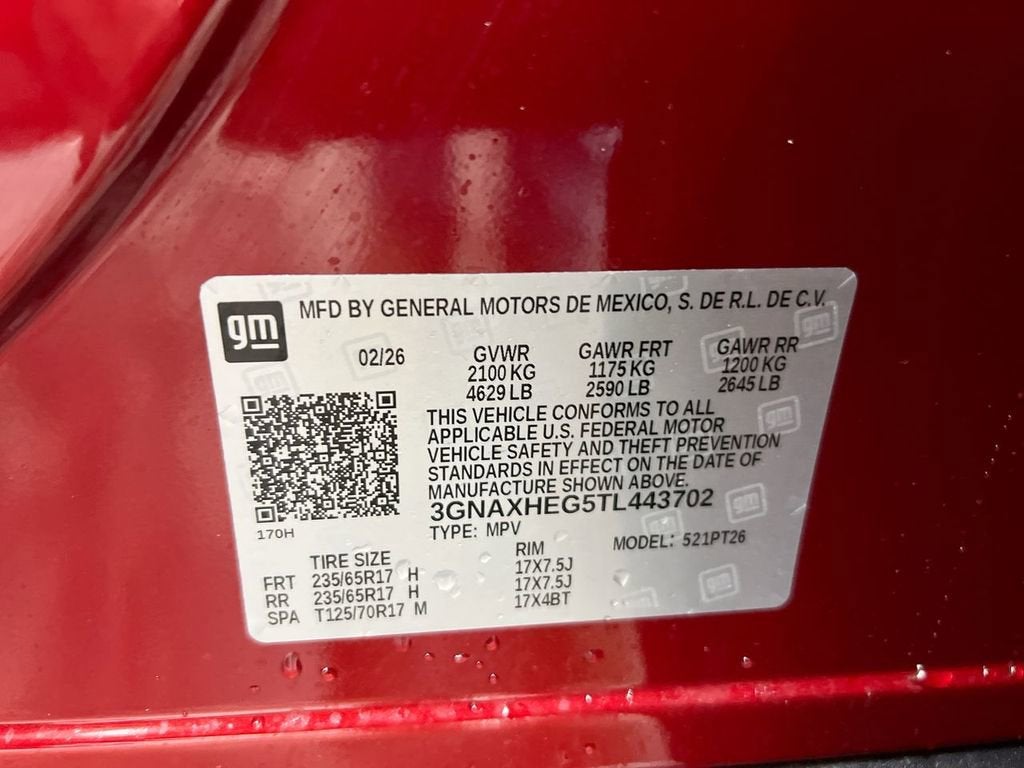 gm
MFD BY GENERAL MOTORS DE MEXICO, S. DE R.L. DE C.V.
02/26
GVWR GAWR FRT GAWR RR
2100 KG 1175 KG 1200 KG
4629 LB 2590 LB 2645 LB
THIS VEHICLE CONFORMS TO ALL
APPLICABLE U.S. FEDERAL MOTOR
VEHICLE SAFETY AND THEFT PREVENTION
STANDARDS IN EFFECT ON THE DATE OF
MANUFACTURE SHOWN ABOVE.
3GNAXHEG5TL443702
TYPE: MPV
MODEL: 521PT26
170H
TIRE SIZE RIM
FRT 235/65R17 H 17X7.5J
RR 235/65R17 H 17X7.5J
SPA T125/70R17 M 17X4BT